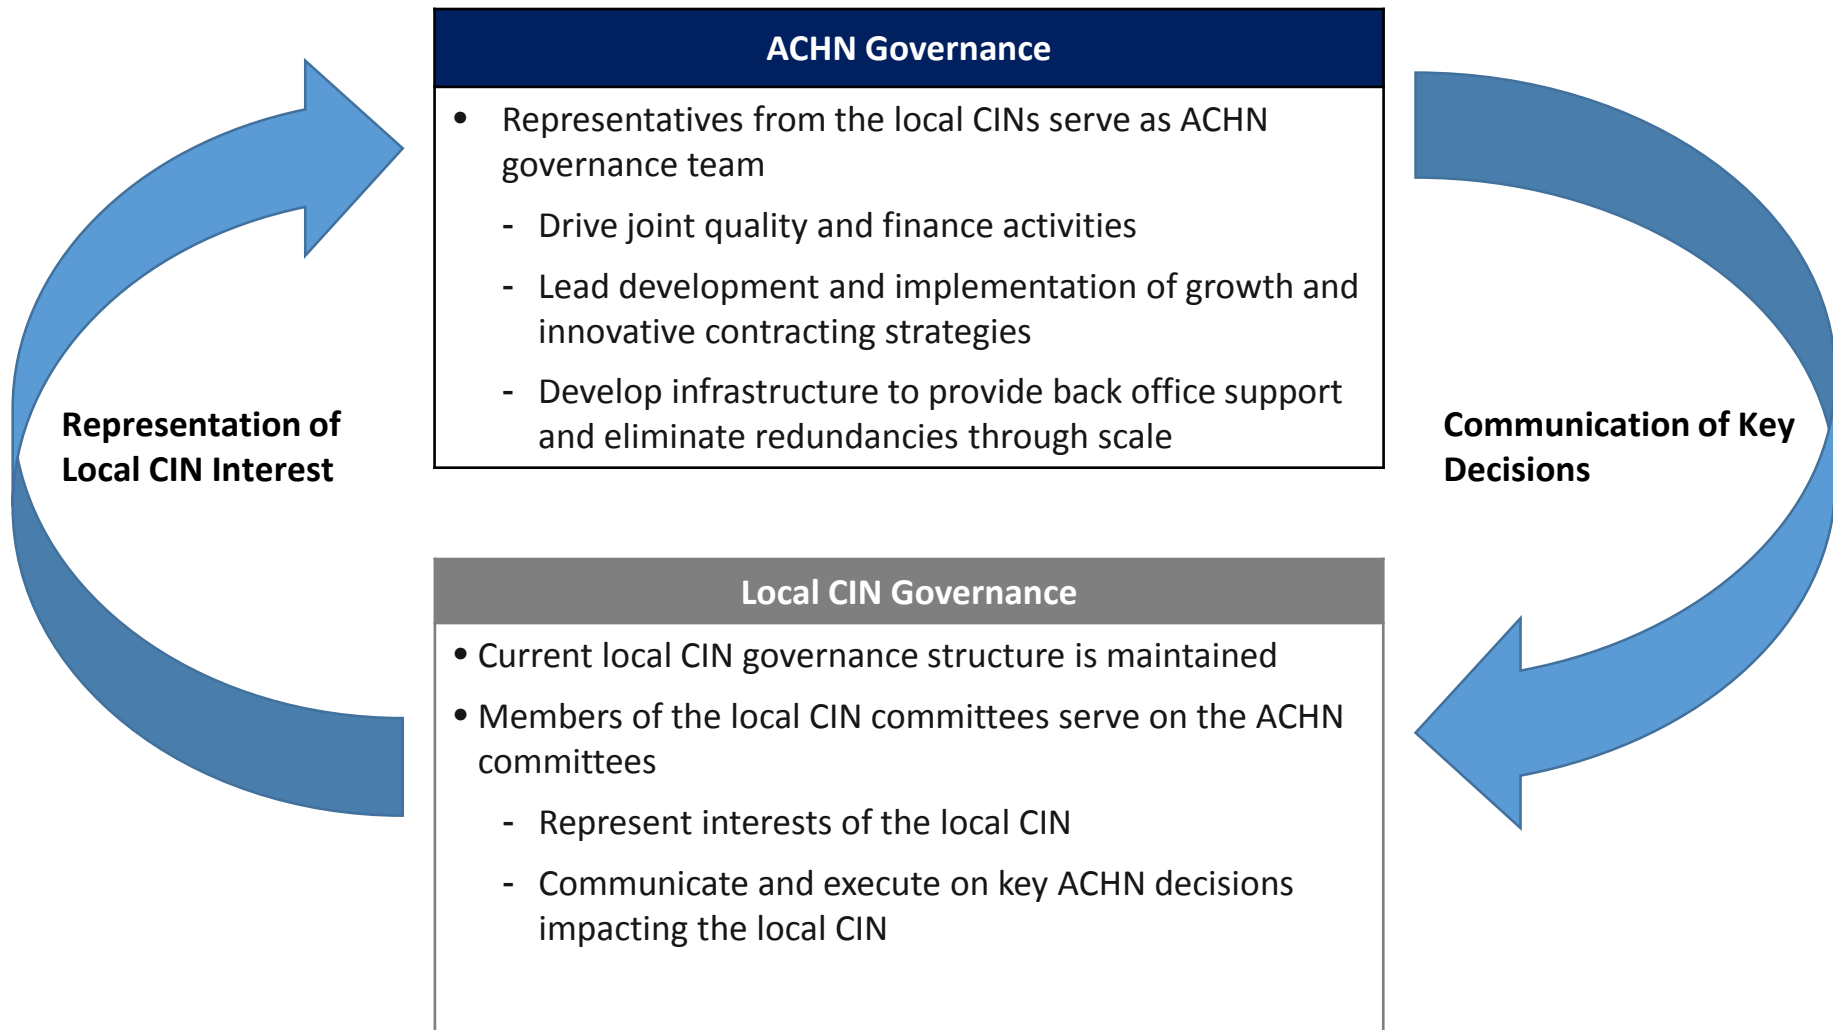 ACHN Governance
• Representatives from the local CINs serve as ACHN
governance team
- Drive joint quality and finance activities
- Lead development and implementation of growth and
innovative contracting strategies
- Develop infrastructure to provide back office support
and eliminate redundancies through scale
Representation of
Local CIN Interest
Communication of Key
Decisions
Local CIN Governance
• Current local CIN governance structure is maintained
• Members of the local CIN committees serve on the ACHN
committees
- Represent interests of the local CIN
- Communicate and execute on key ACHN decisions
impacting the local CIN